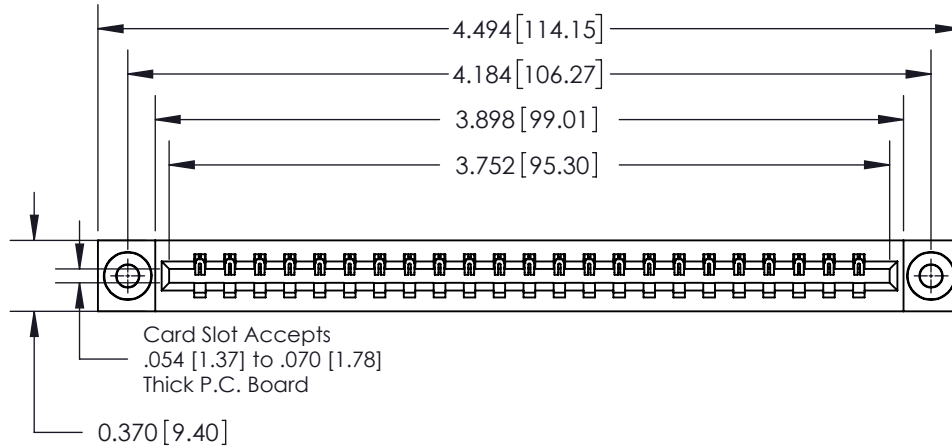 4.494 [114.15]
4.184 [106.27]
3.898 [99.01]
3.752 [95.30]
Card Slot Accepts
.054 [1.37] to .070 [1.78]
Thick P.C. Board
0.370 [9.40]